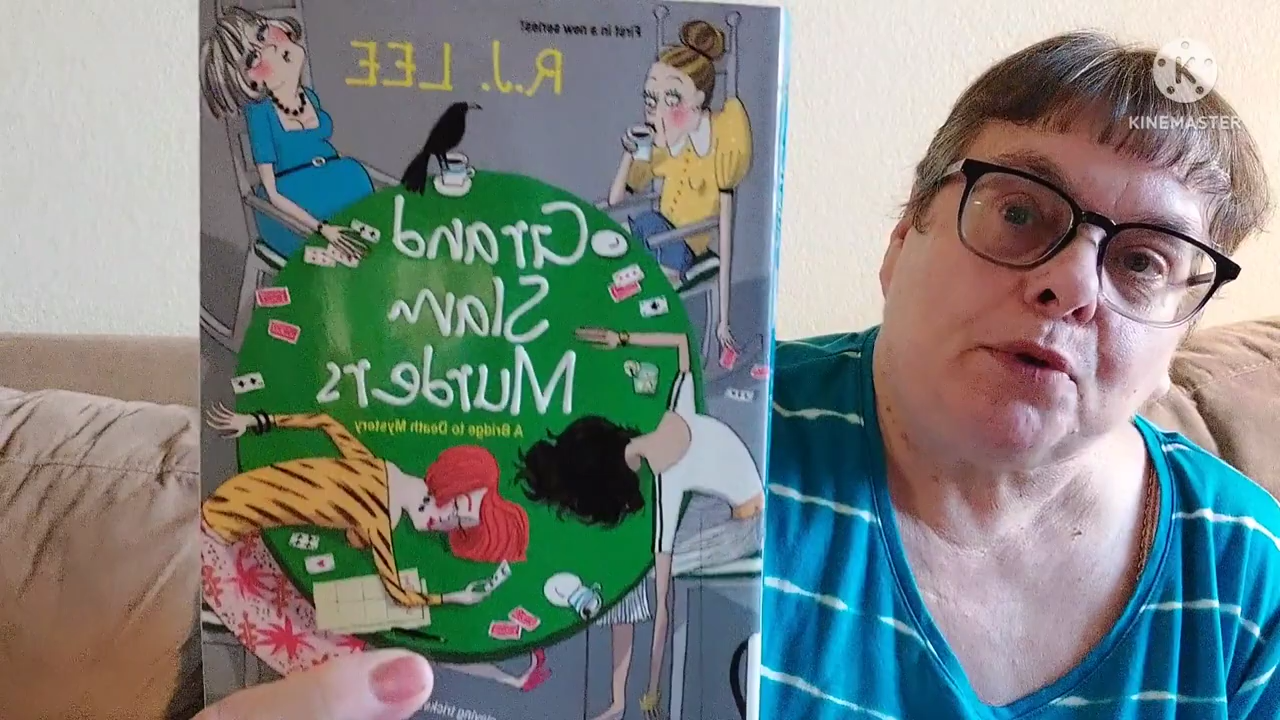 First in a new series!
R.J. LEE
Grand
Slam
Murders
A Bridge to Death Mystery
K
KINEMASTER